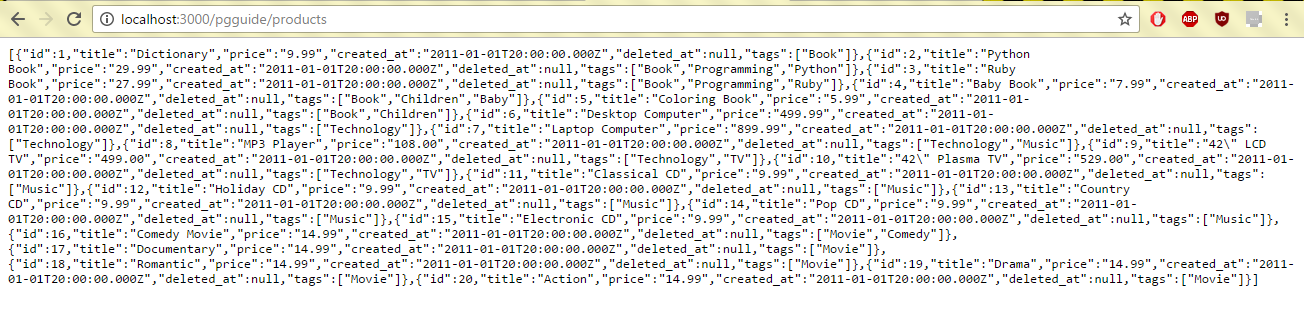 localhost:3000/pgguide/products
ABP
[{"id":1,"title":"Dictionary","price":"9.99","created_at":"2011-01-01T20:00:00.000Z","deleted_at":null,"tags":["Book"]},{"id":2,"title":"Python
Book","price":"29.99","created_at":"2011-01-01T20:00:00.000Z","deleted_at":null,"tags":["Book","Programming","Python"]},{"id":3,"title":"Ruby
Book","price":"27.99","created_at":"2011-01-01T20:00:00.000Z","deleted_at":null,"tags":["Book","Programming","Ruby"]},{"id":4,"title":"Baby Book","price":"7.99","created_at":"2011-
01-01T20:00:00.000Z","deleted_at":null,"tags":["Book","Children","Baby"]},{"id":5,"title":"Coloring Book","price":"5.99","created_at":"2011-01-
01T20:00:00.000Z","deleted_at":null,"tags":["Book","Children"]},{"id":6,"title":"Desktop Computer","price":"499.99","created_at":"2011-01-
01T20:00:00.000Z","deleted_at":null,"tags":["Technology"]},{"id":7,"title":"Laptop Computer","price":"899.99","created_at":"2011-01-01T20:00:00.000Z","deleted_at":null,"tags":
["Technology"]},{"id":8,"title":"MP3 Player","price":"108.00","created_at":"2011-01-01T20:00:00.000Z","deleted_at":null,"tags":["Technology","Music"]},{"id":9,"title":"42\" LCD
TV","price":"499.00","created_at":"2011-01-01T20:00:00.000Z","deleted_at":null,"tags":["Technology","TV"]},{"id":10,"title":"42\" Plasma TV","price":"529.00","created_at":"2011-01-
01T20:00:00.000Z","deleted_at":null,"tags":["Technology","TV"]},{"id":11,"title":"Classical CD","price":"9.99","created_at":"2011-01-01T20:00:00.000Z","deleted_at":null,"tags":
["Music"]},{"id":12,"title":"Holiday CD","price":"9.99","created_at":"2011-01-01T20:00:00.000Z","deleted_at":null,"tags":["Music"]},{"id":13,"title":"Country
CD","price":"9.99","created_at":"2011-01-01T20:00:00.000Z","deleted_at":null,"tags":["Music"]},{"id":14,"title":"Pop CD","price":"9.99","created_at":"2011-01-
01T20:00:00.000Z","deleted_at":null,"tags":["Music"]},{"id":15,"title":"Electronic CD","price":"9.99","created_at":"2011-01-01T20:00:00.000Z","deleted_at":null,"tags":["Music"]},
{"id":16,"title":"Comedy Movie","price":"14.99","created_at":"2011-01-01T20:00:00.000Z","deleted_at":null,"tags":["Movie","Comedy"]},
{"id":17,"title":"Documentary","price":"14.99","created_at":"2011-01-01T20:00:00.000Z","deleted_at":null,"tags":["Movie"]},
{"id":18,"title":"Romantic","price":"14.99","created_at":"2011-01-01T20:00:00.000Z","deleted_at":null,"tags":["Movie"]},{"id":19,"title":"Drama","price":"14.99","created_at":"2011-
01-01T20:00:00.000Z","deleted_at":null,"tags":["Movie"]},{"id":20,"title":"Action","price":"14.99","created_at":"2011-01-01T20:00:00.000Z","deleted_at":null,"tags":["Movie"]}]